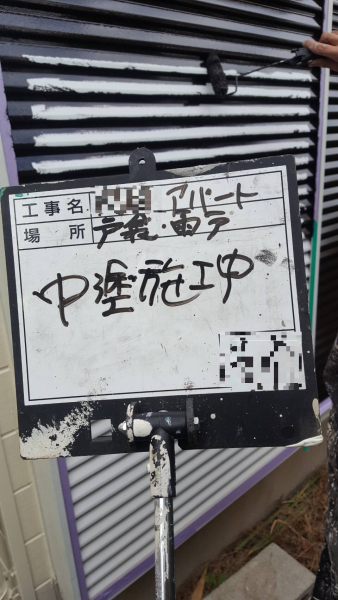 工事名 アパート
場所 戸袋・雨戸
中塗施工中